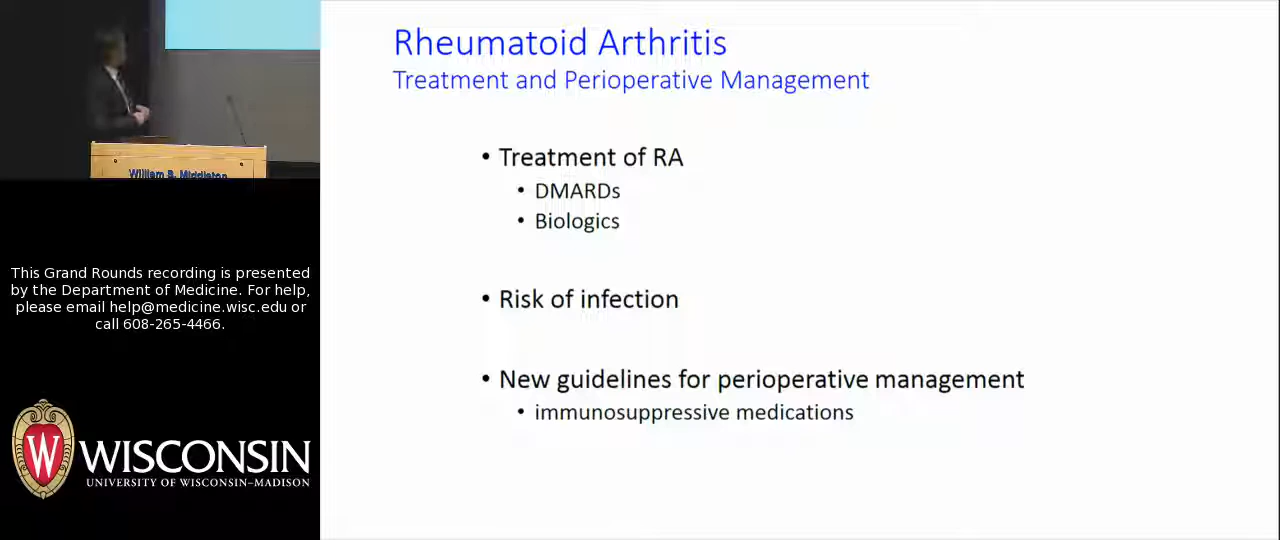 Rheumatoid Arthritis
Treatment and Perioperative Management
• Treatment of RA
• DMARDs
• Biologics
• Risk of infection
• New guidelines for perioperative management
• immunosuppressive medications
William S. Middleton
This Grand Rounds recording is presented
by the Department of Medicine. For help,
please email help@medicine.wisc.edu or
call 608-265-4466.
W
WISCONSIN
UNIVERSITY OF WISCONSIN–MADISON